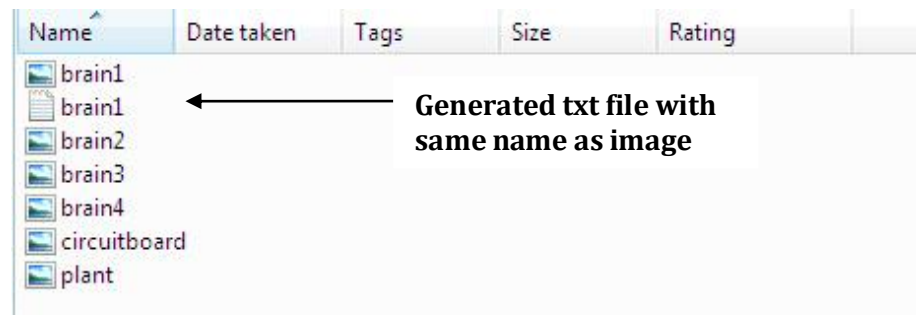 Name Date taken Tags Size Rating
brain1
brain1
Generated txt file with
same name as image
brain2
brain3
brain4
circuitboard
plant